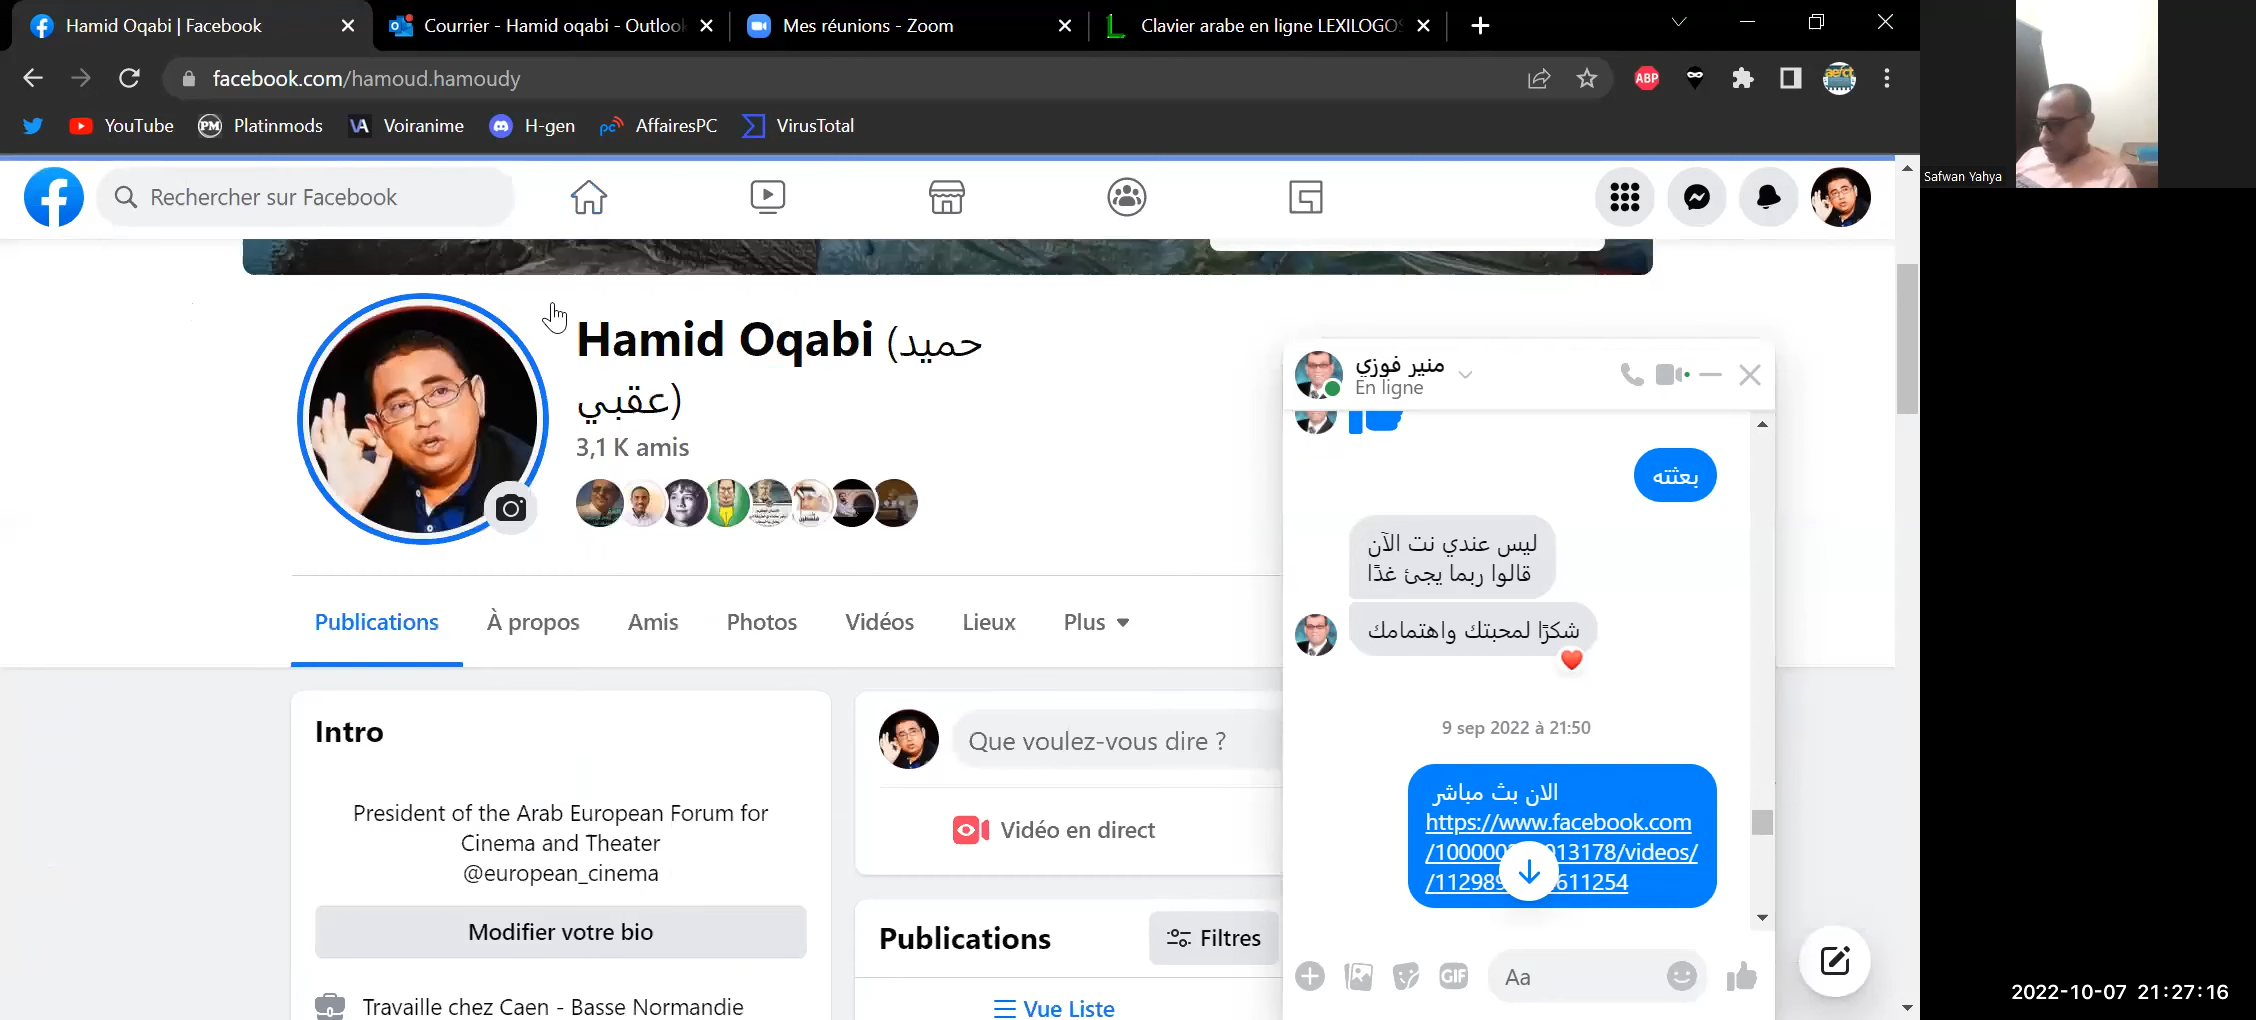 Hamid Oqabi | Facebook
Courrier - Hamid oqabi - Outlook
Mes réunions - Zoom
Clavier arabe en ligne LEXILOGOS
facebook.com/hamoud.hamoudy
ABP
YouTube
Platinmods
Voiranime
H-gen
AffairesPC
VirusTotal
Safwan Yahya
Rechercher sur Facebook
Hamid Oqabi (حميد
عقبي)
3,1 K amis
Publications
À propos
Amis
Photos
Vidéos
Lieux
Plus
Intro
President of the Arab European Forum for
Cinema and Theater
@european_cinema
Modifier votre bio
Travaille chez Caen - Basse Normandie
Que voulez-vous dire ?
Vidéo en direct
Publications
Filtres
Vue Liste
منير فوزي
En ligne
بعثته
ليس عندي نت الآن
قالوا ربما يجئ غدًا
شكرًا لمحبتك واهتمامك
9 sep 2022 à 21:50
الان بث مباشر
https://www.facebook.com
013178/videos/
611254
GIF
Aa
2022-10-07 21:27:16